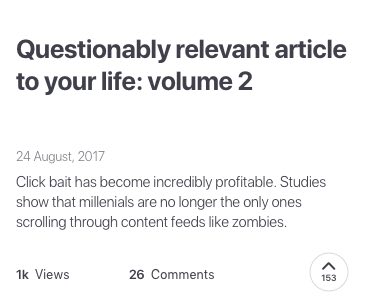 Questionably relevant article
to your life: volume 2
24 August, 2017
Click bait has become incredibly profitable. Studies
show that millenials are no longer the only ones
scrolling through content feeds like zombies.
1k Views 26 Comments 153